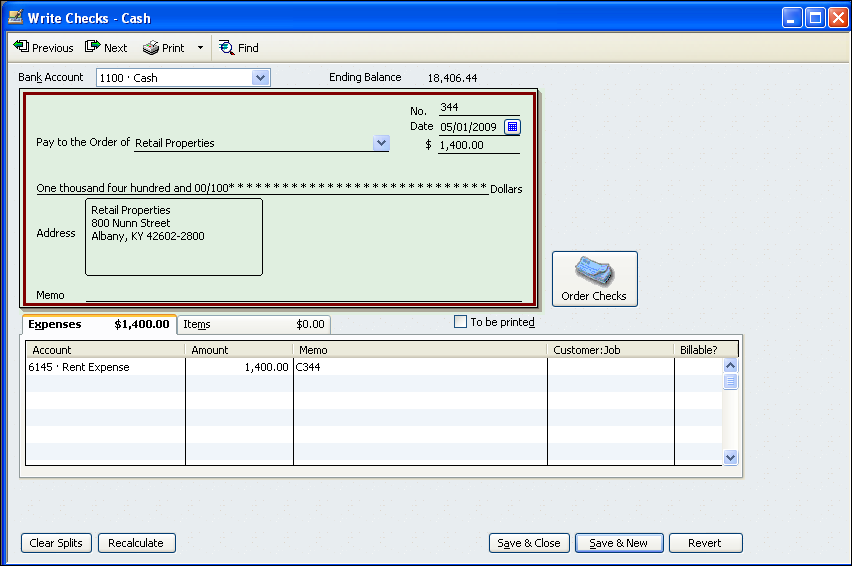 Write Checks - Cash
Previous Next Print Find
Bank Account 1100 · Cash Ending Balance 18,406.44
No. 344
Date 05/01/2009
Pay to the Order of Retail Properties $ 1,400.00
One thousand four hundred and 00/100* * * * * * * * * * * * * * * * * * * * * * * * * * * * Dollars
Address
Retail Properties
800 Nunn Street
Albany, KY 42602-2800
Order Checks
Memo
Expenses $1,400.00 Items $0.00 To be printed
Account Amount Memo Customer:Job Billable?
6145 · Rent Expense 1,400.00 C344
Clear Splits Recalculate Save & Close Save & New Revert